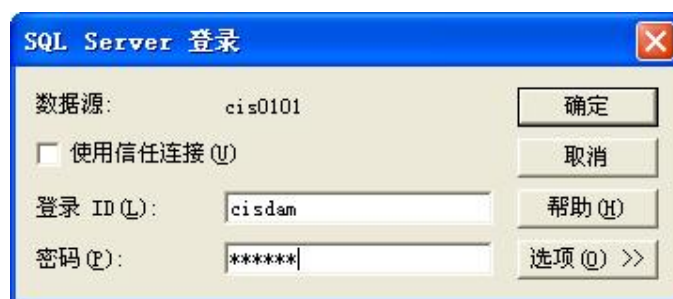 SQL Server 登录
数据源: cis0101 确定
使用信任连接(U) 取消
登录 ID(L): cisdam 帮助(H)
密码(P): ****** 选项(O) >>